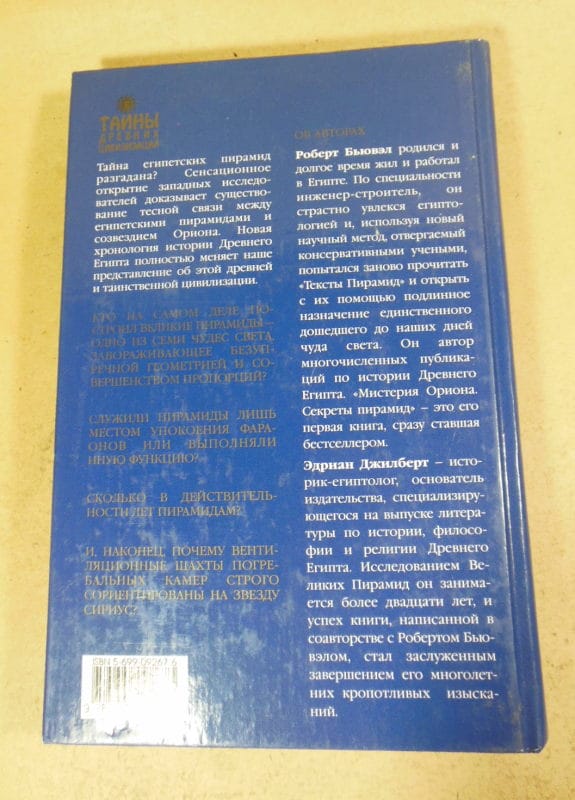 ТАЙНЫ
ДРЕВНИХ
ЦИВИЛИЗАЦИЙ
Тайна египетских пирамид
разгадана? Сенсационное
открытие западных исследо-
вателей доказывает существо-
вание тесной связи между
египетскими пирамидами и
созвездием Ориона. Новая
хронология истории Древнего
Египта полностью меняет наше
представление об этой древней
и таинственной цивилизации.
КТО НА САМОМ ДЕЛЕ ПО-
СТРОИЛ ВЕЛИКИЕ ПИРАМИДЫ –
ОДНО ИЗ СЕМИ ЧУДЕС СВЕТА,
ЗАВОРАЖИВАЮЩЕЕ БЕЗУП-
РЕЧНОЙ ГЕОМЕТРИЕЙ И СО-
ВЕРШЕНСТВОМ ПРОПОРЦИЙ?
СЛУЖИЛИ ПИРАМИДЫ ЛИШЬ
МЕСТОМ УПОКОЕНИЯ ФАРА-
ОНОВ ИЛИ ВЫПОЛНЯЛИ
ИНУЮ ФУНКЦИЮ?
СКОЛЬКО В ДЕЙСТВИТЕЛЬ-
НОСТИ ЛЕТ ПИРАМИДАМ?
И, НАКОНЕЦ, ПОЧЕМУ ВЕНТИ-
ЛЯЦИОННЫЕ ШАХТЫ ПОГРЕ-
БАЛЬНЫХ КАМЕР СТРОГО
СОРИЕНТИРОВАНЫ НА ЗВЕЗДУ
СИРИУС?
ISBN 5-699-09267-6
ОБ АВТОРАХ
Роберт Бьювэл родился и
долгое время жил и работал
в Египте. По специальности
инженер-строитель, он
страстно увлекся египто-
логией и, используя новый
научный метод, отвергаемый
консервативными учеными,
попытался заново прочитать
«Тексты Пирамид» и открыть
с их помощью подлинное
назначение единственного
дошедшего до наших дней
чуда света. Он автор
многочисленных публика-
ций по истории Древнего
Египта. «Мистерия Ориона.
Секреты пирамид» – это его
первая книга, сразу ставшая
бестселлером.
Эдриан Джилберт – исто-
рик-египтолог, основатель
издательства, специализиру-
ющегося на выпуске литера-
туры по истории, филосо-
фии и религии Древнего
Египта. Исследованием Ве-
ликих Пирамид он занима-
ется более двадцати лет, и
успех книги, написанной в
соавторстве с Робертом Бью-
вэлом, стал заслуженным
завершением его многолет-
них кропотливых изыска-
ний.